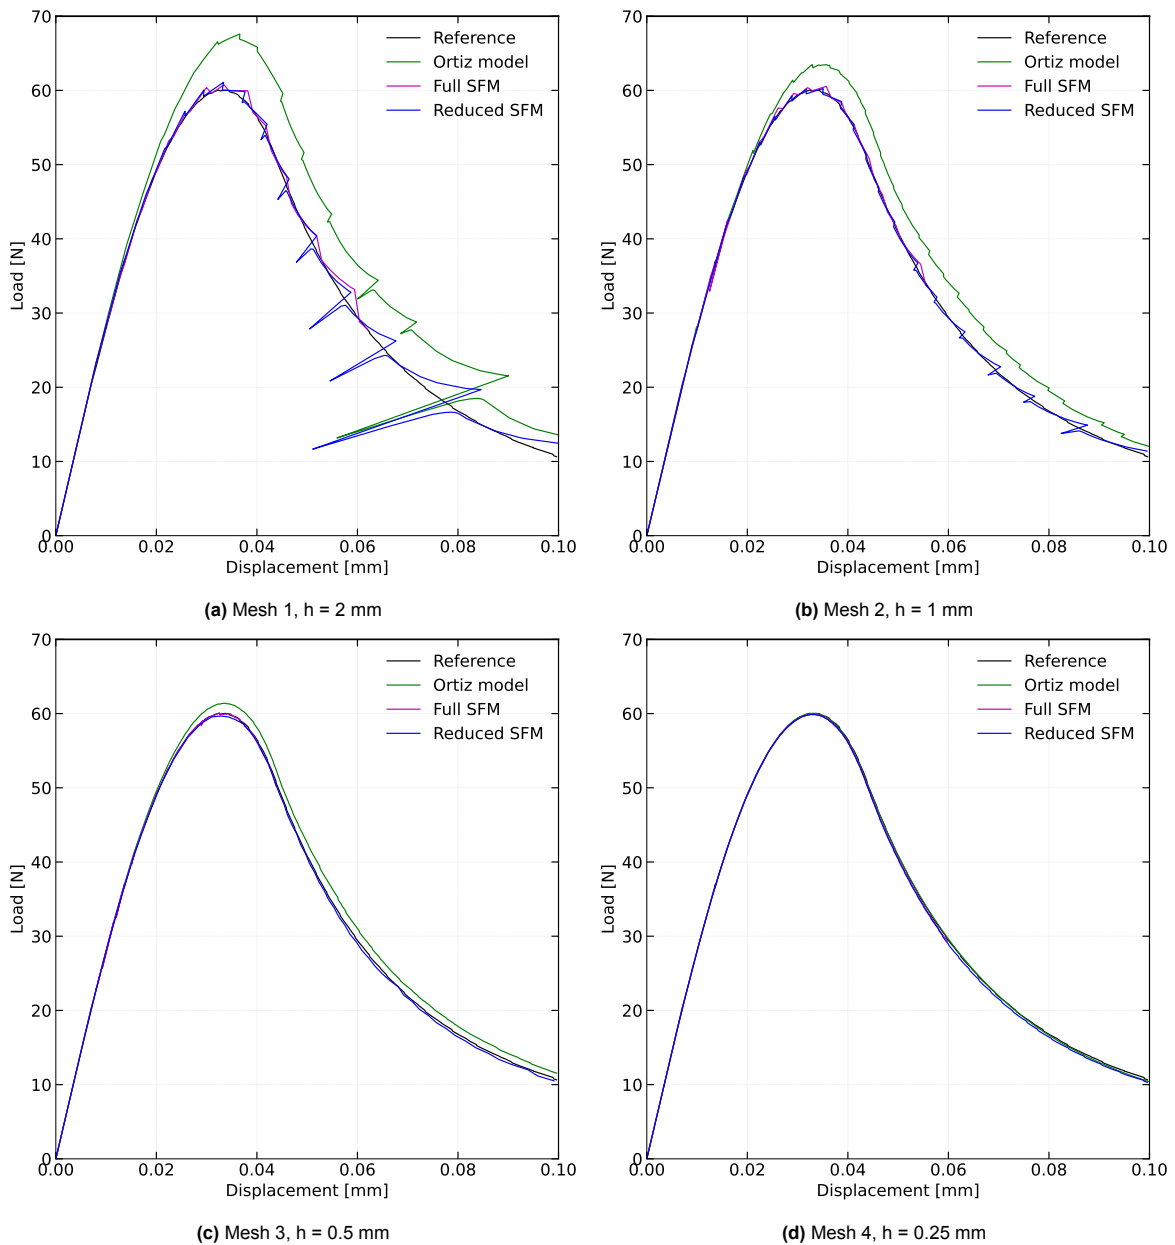 70
60
50
40
30
20
10
0
Load [N]
Reference
Ortiz model
Full SFM
Reduced SFM
0.00 0.02 0.04 0.06 0.08 0.10
Displacement [mm]
(a) Mesh 1, h = 2 mm
70
60
50
40
30
20
10
0
Load [N]
Reference
Ortiz model
Full SFM
Reduced SFM
0.00 0.02 0.04 0.06 0.08 0.10
Displacement [mm]
(b) Mesh 2, h = 1 mm
70
60
50
40
30
20
10
0
Load [N]
Reference
Ortiz model
Full SFM
Reduced SFM
0.00 0.02 0.04 0.06 0.08 0.10
Displacement [mm]
(c) Mesh 3, h = 0.5 mm
70
60
50
40
30
20
10
0
Load [N]
Reference
Ortiz model
Full SFM
Reduced SFM
0.00 0.02 0.04 0.06 0.08 0.10
Displacement [mm]
(d) Mesh 4, h = 0.25 mm